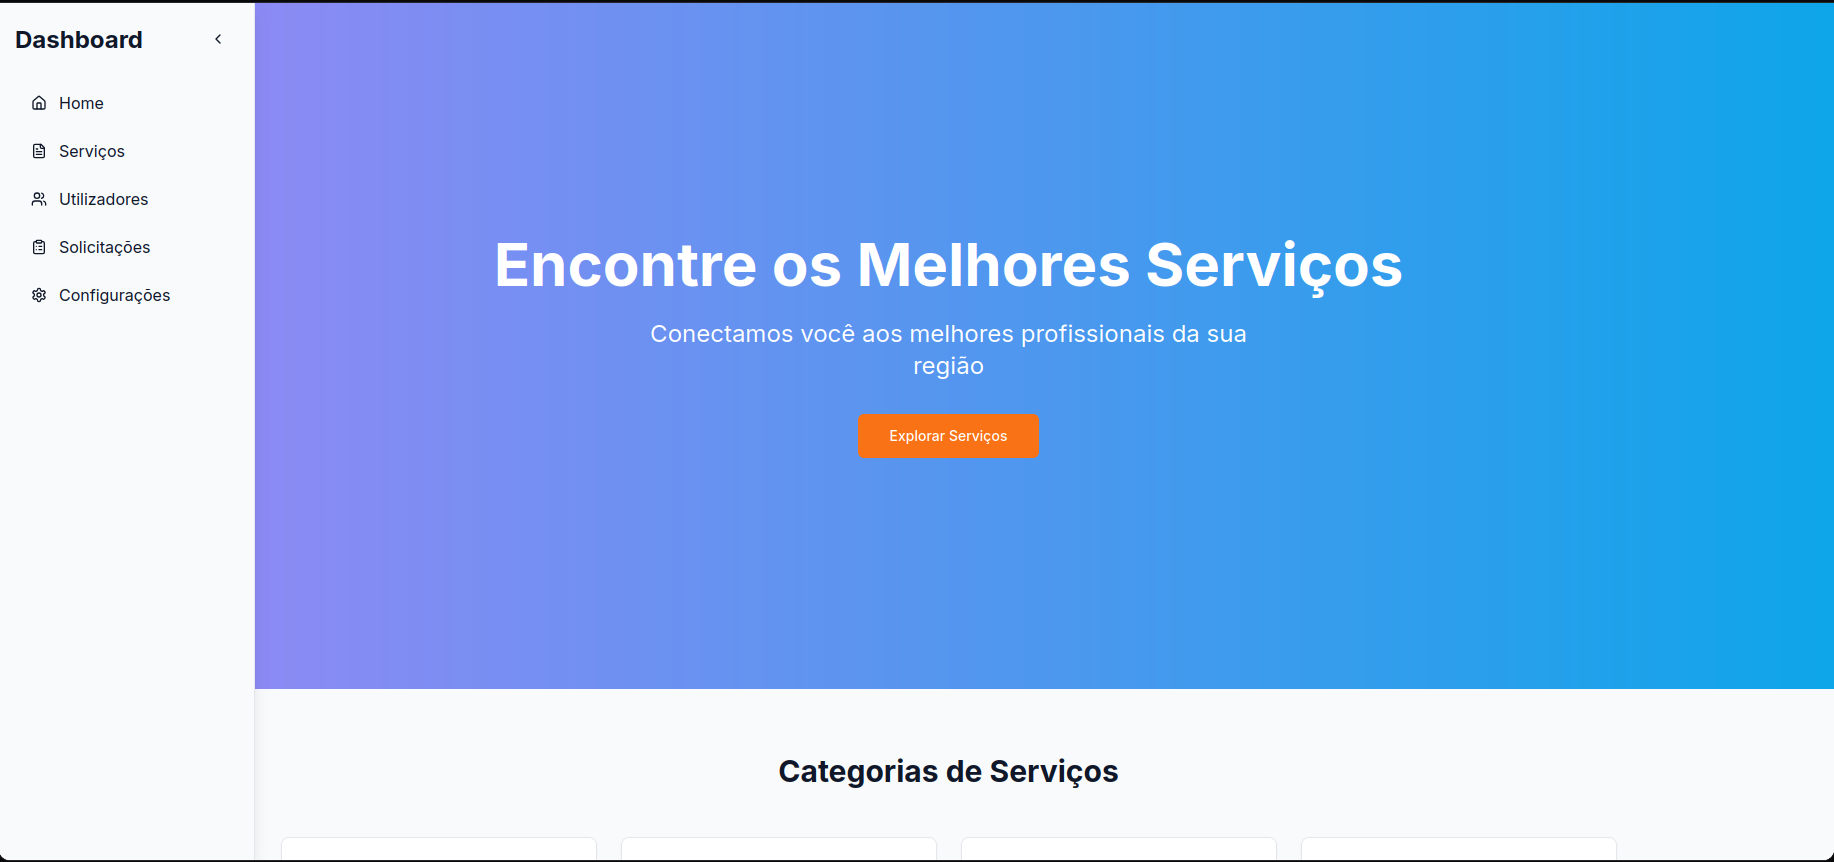 Dashboard
Home
Serviços
Utilizadores
Solicitações
Configurações
Encontre os Melhores Serviços
Conectamos você aos melhores profissionais da sua
região
Explorar Serviços
Categorias de Serviços